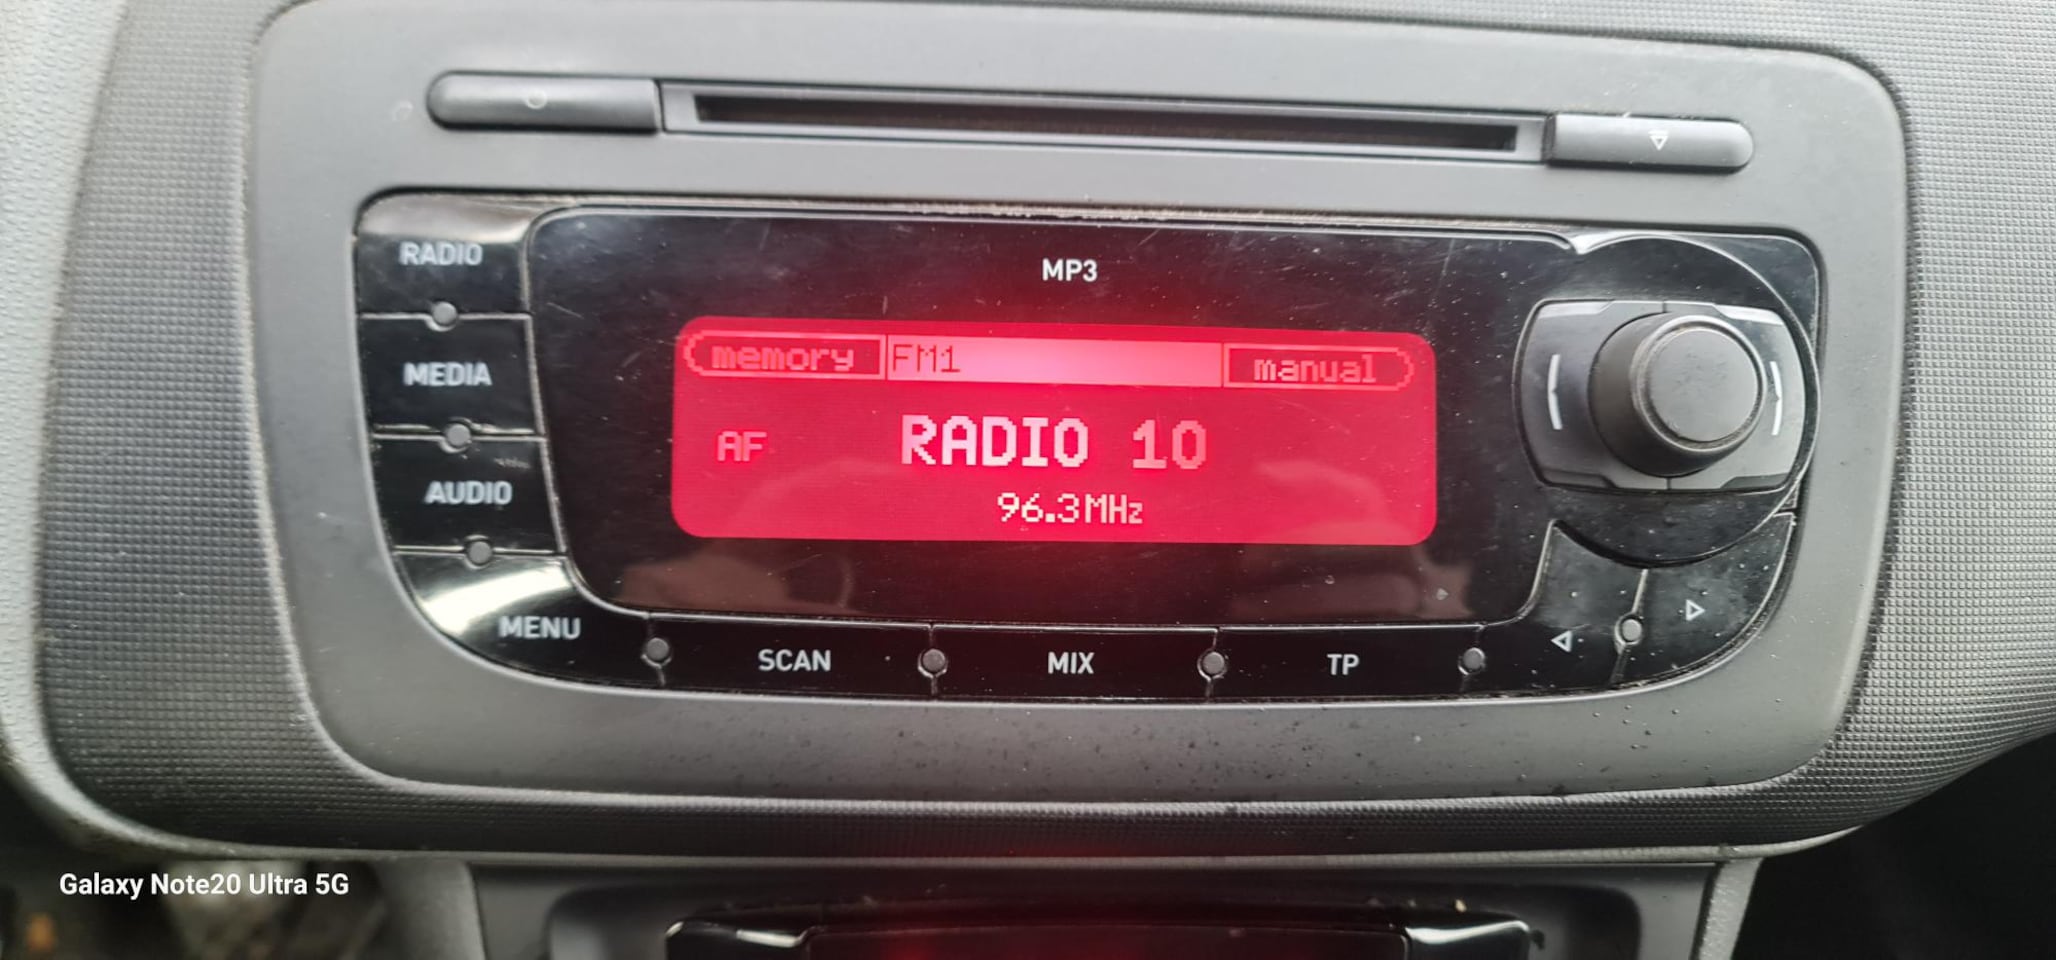 MP3
RADIO
memory FM1 manual
MEDIA
AF RADIO 10
96.3MHz
AUDIO
MENU
SCAN
MIX
TP
Galaxy Note20 Ultra 5G